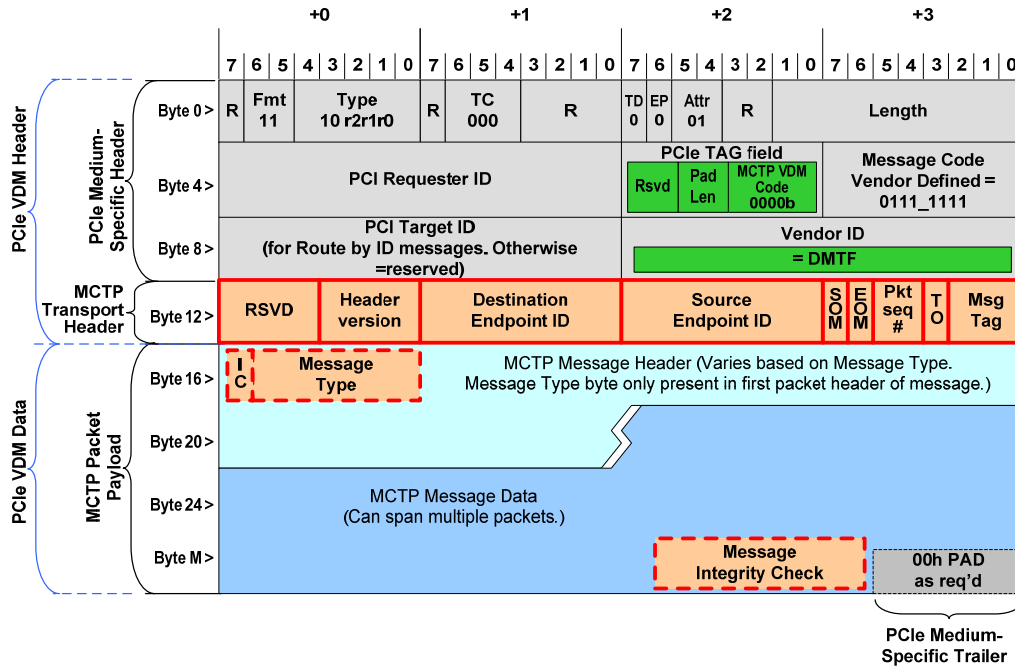 +0 +1 +2 +3
7 6 5 4 3 2 1 0 7 6 5 4 3 2 1 0 7 6 5 4 3 2 1 0 7 6 5 4 3 2 1 0
PCIe VDM Header
PCIe Medium-
Specific Header
Byte 0 >
R
Fmt
11
Type
10 r2r1r0
R
TC
000
R
TD
0
EP
0
Attr
01
R
Length
Byte 4 >
PCI Requester ID
PCIe TAG field
Rsvd
Pad
Len
MCTP VDM
Code
0000b
Message Code
Vendor Defined =
0111_1111
Byte 8 >
PCI Target ID
(for Route by ID messages. Otherwise
=reserved)
Vendor ID
= DMTF
MCTP
Transport
Header
Byte 12 >
RSVD
Header
version
Destination
Endpoint ID
Source
Endpoint ID
SOM
EOM
Pkt
seq
#
TO
Msg
Tag
PCIe VDM Data
MCTP Packet
Payload
Byte 16 >
IC
Message
Type
MCTP Message Header (Varies based on Message Type.
Message Type byte only present in first packet header of message.)
Byte 20 >
Byte 24 >
MCTP Message Data
(Can span multiple packets.)
Byte M >
Message
Integrity Check
00h PAD
as req'd
PCIe Medium-
Specific Trailer